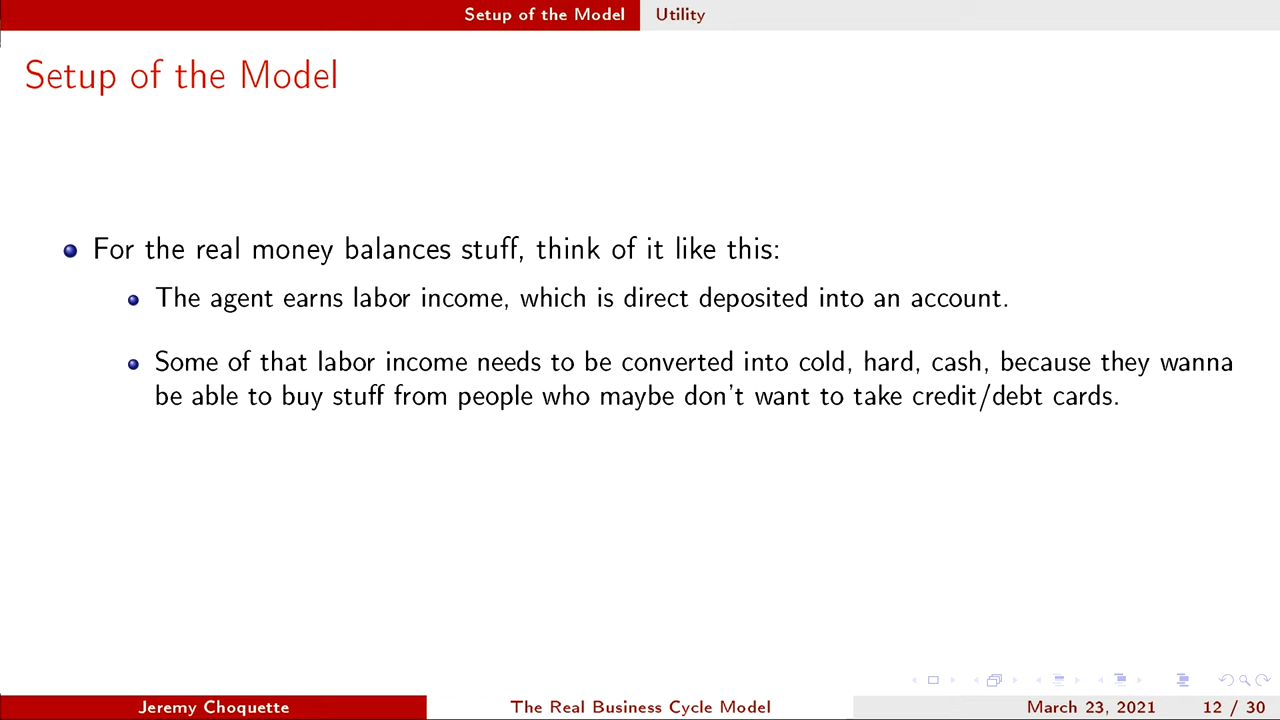 Setup of the Model Utility
Setup of the Model
For the real money balances stuff, think of it like this:
The agent earns labor income, which is direct deposited into an account.
Some of that labor income needs to be converted into cold, hard, cash, because they wanna
be able to buy stuff from people who maybe don't want to take credit/debt cards.
Jeremy Choquette The Real Business Cycle Model March 23, 2021 12 / 30